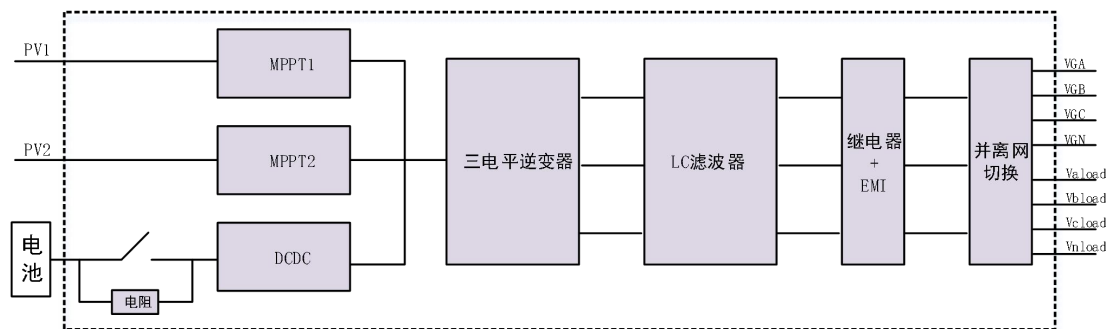 PV1
MPPT1
PV2
MPPT2
电池
电阻
DCDC
三电平逆变器
LC滤波器
继电器
+
EMI
并离网
切换
VGA
VGB
VGC
VGN
Vaload
Vbload
Vcload
Vnload